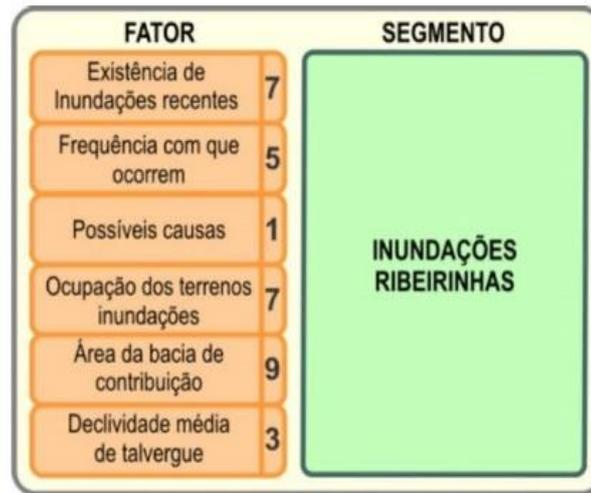 FATOR
SEGMENTO
Existência de
Inundações recentes
7
Frequência com que
ocorrem
5
Possíveis causas
1
Ocupação dos terrenos
inundações
7
Área da bacia de
contribuição
9
Declividade média
de talvergue
3
INUNDAÇÕES
RIBEIRINHAS